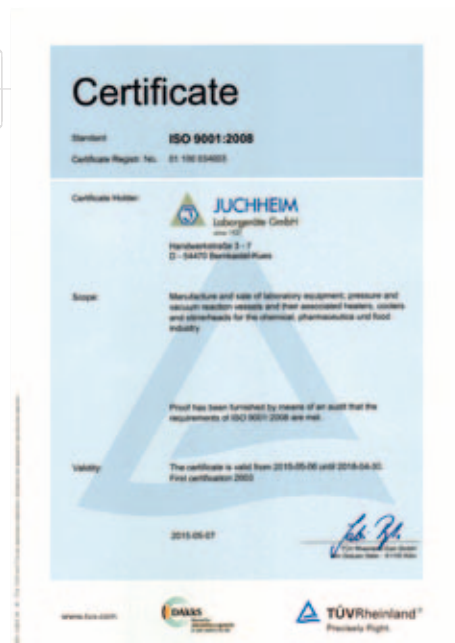 Certificate
Standard ISO 9001:2008
Certificate Registr. No. 01 100 034003
Certificate Holder: JUCHHEIM
Laborgeräte GmbH
Handwerkstraße 3 - 7
D - 54470 Bernkastel-Kues
Scope: Manufacture and sale of laboratory equipment, pressure and
vacuum reaction vessels and their associated heaters, coolers
and stirrerheads for the chemical, pharmaceutics und food
industry
Proof has been furnished by means of an audit that the
requirements of ISO 9001:2008 are met.
Validity: The certificate is valid from 2015-05-06 until 2018-04-30.
First certification 2003
2015-05-07
www.tuv.com
DAkkS
TÜVRheinland®
Precisely Right.